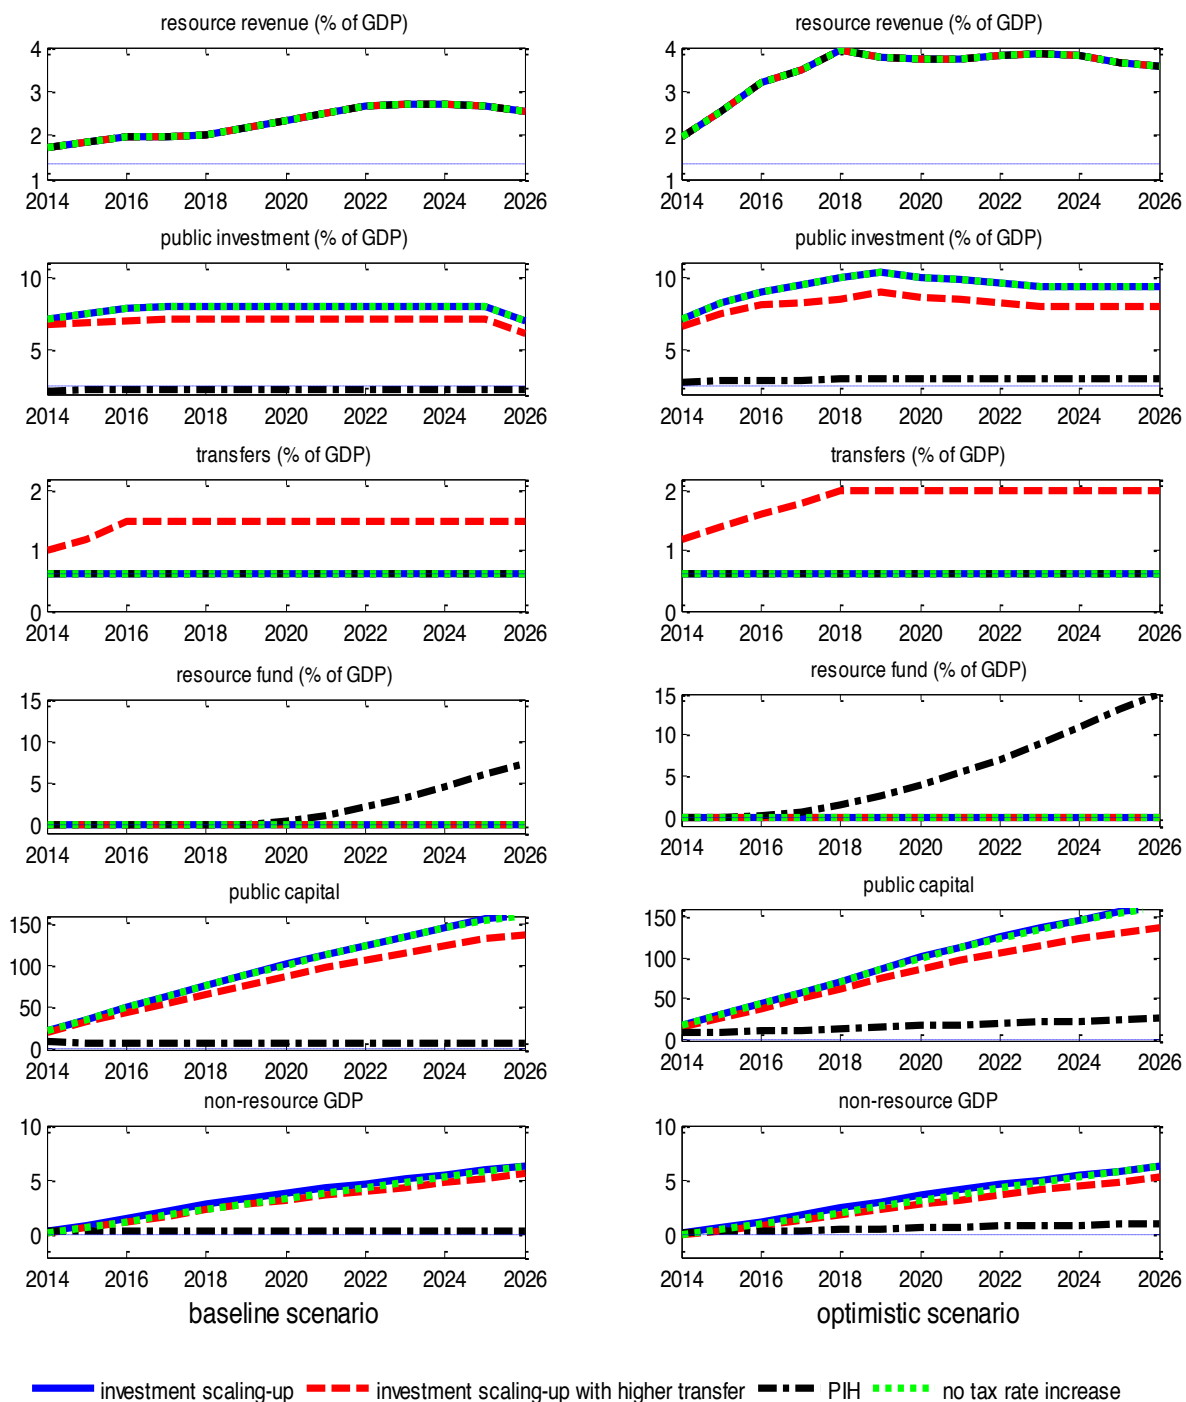 resource revenue (% of GDP)
4
3
2
1
2014 2016 2018 2020 2022 2024 2026
resource revenue (% of GDP)
4
3
2
1
2014 2016 2018 2020 2022 2024 2026
public investment (% of GDP)
10
5
2014 2016 2018 2020 2022 2024 2026
public investment (% of GDP)
10
5
2014 2016 2018 2020 2022 2024 2026
transfers (% of GDP)
2
1
0
2014 2016 2018 2020 2022 2024 2026
transfers (% of GDP)
2
1
0
2014 2016 2018 2020 2022 2024 2026
resource fund (% of GDP)
15
10
5
0
2014 2016 2018 2020 2022 2024 2026
resource fund (% of GDP)
15
10
5
0
2014 2016 2018 2020 2022 2024 2026
public capital
150
100
50
0
2014 2016 2018 2020 2022 2024 2026
public capital
150
100
50
0
2014 2016 2018 2020 2022 2024 2026
non-resource GDP
10
5
0
2014 2016 2018 2020 2022 2024 2026
baseline scenario
non-resource GDP
10
5
0
2014 2016 2018 2020 2022 2024 2026
optimistic scenario
investment scaling-up investment scaling-up with higher transfer PIH no tax rate increase